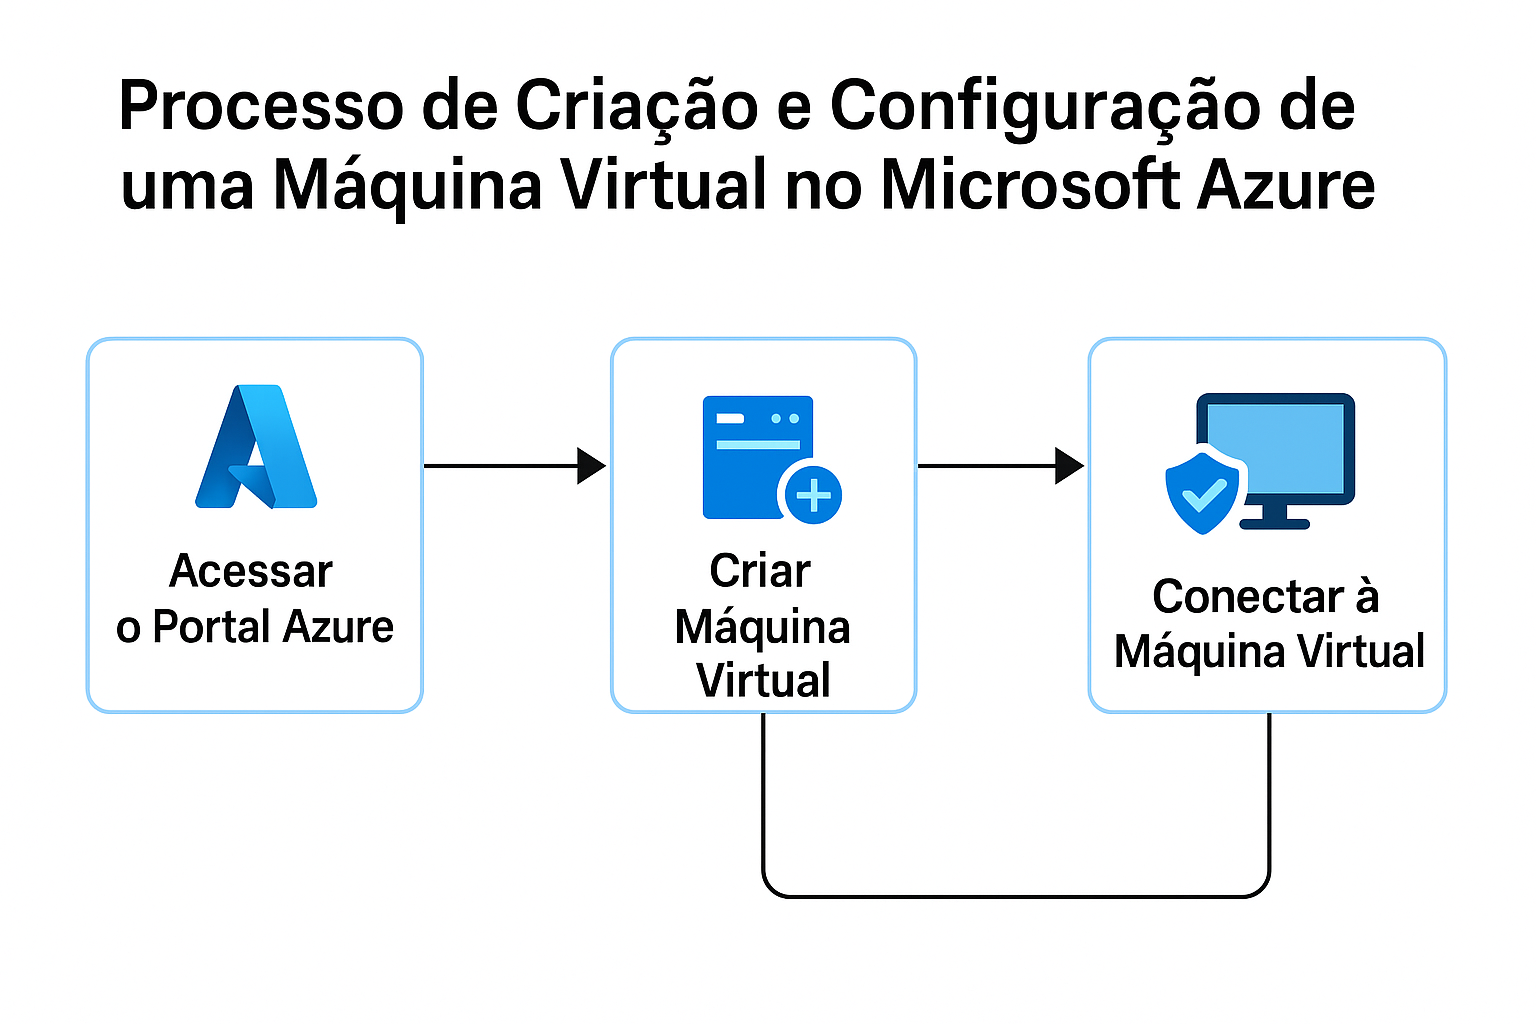 Processo de Criação e Configuração de
uma Máquina Virtual no Microsoft Azure
Acessar
o Portal Azure
Criar
Máquina
Virtual
Conectar à
Máquina Virtual